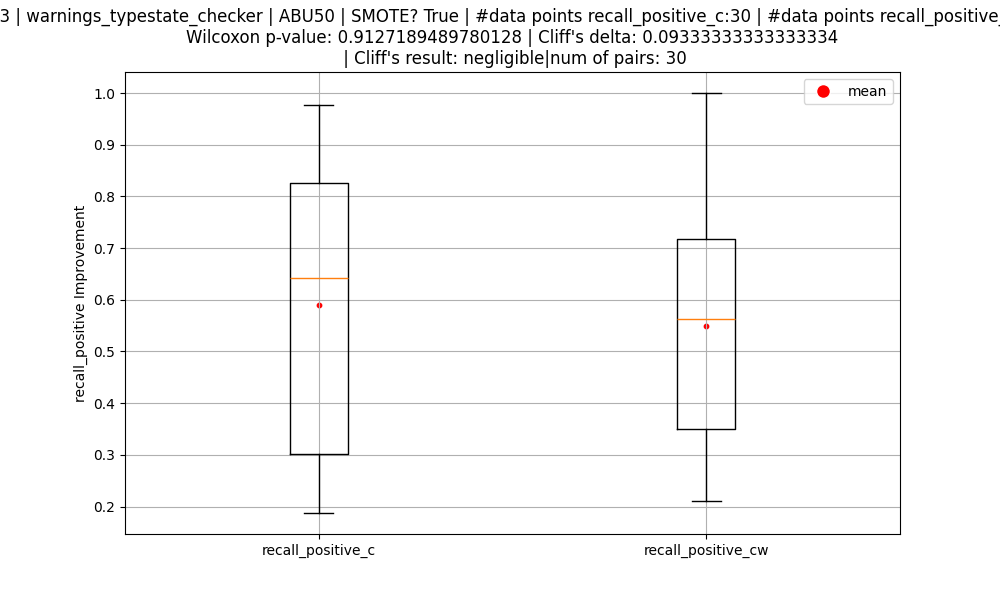 3 | warnings_typestate_checker | ABU50 | SMOTE? True | #data points recall_positive_c:30 | #data points recall_positive_
Wilcoxon p-value: 0.9127189489780128 | Cliff's delta: 0.09333333333333334
| Cliff's result: negligible|num of pairs: 30
mean
recall_positive Improvement
1.0
0.9
0.8
0.7
0.6
0.5
0.4
0.3
0.2
recall_positive_c
recall_positive_cw